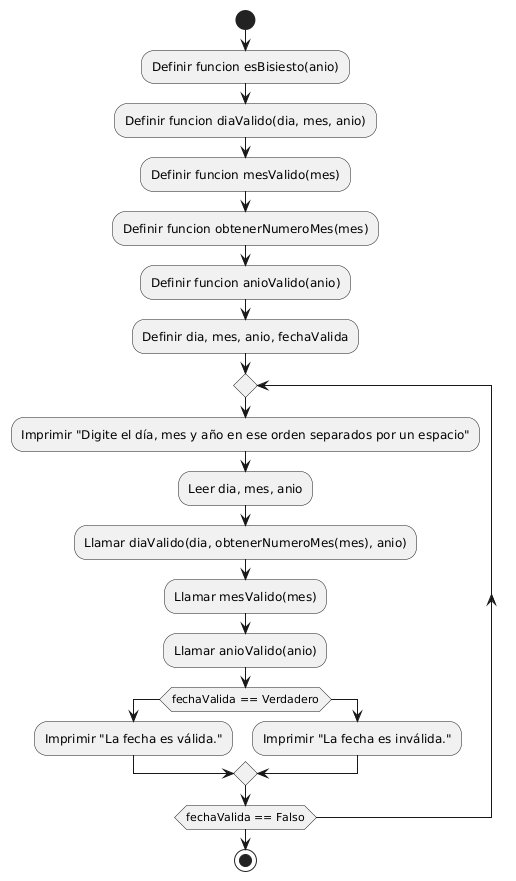 Definir funcion esBisiesto(anio)
Definir funcion diaValido(dia, mes, anio)
Definir funcion mesValido(mes)
Definir funcion obtenerNumeroMes(mes)
Definir funcion anioValido(anio)
Definir dia, mes, anio, fechaValida
Imprimir "Digite el día, mes y año en ese orden separados por un espacio"
Leer dia, mes, anio
Llamar diaValido(dia, obtenerNumeroMes(mes), anio)
Llamar mesValido(mes)
Llamar anioValido(anio)
fechaValida == Verdadero
Imprimir "La fecha es válida."
Imprimir "La fecha es inválida."
fechaValida == Falso